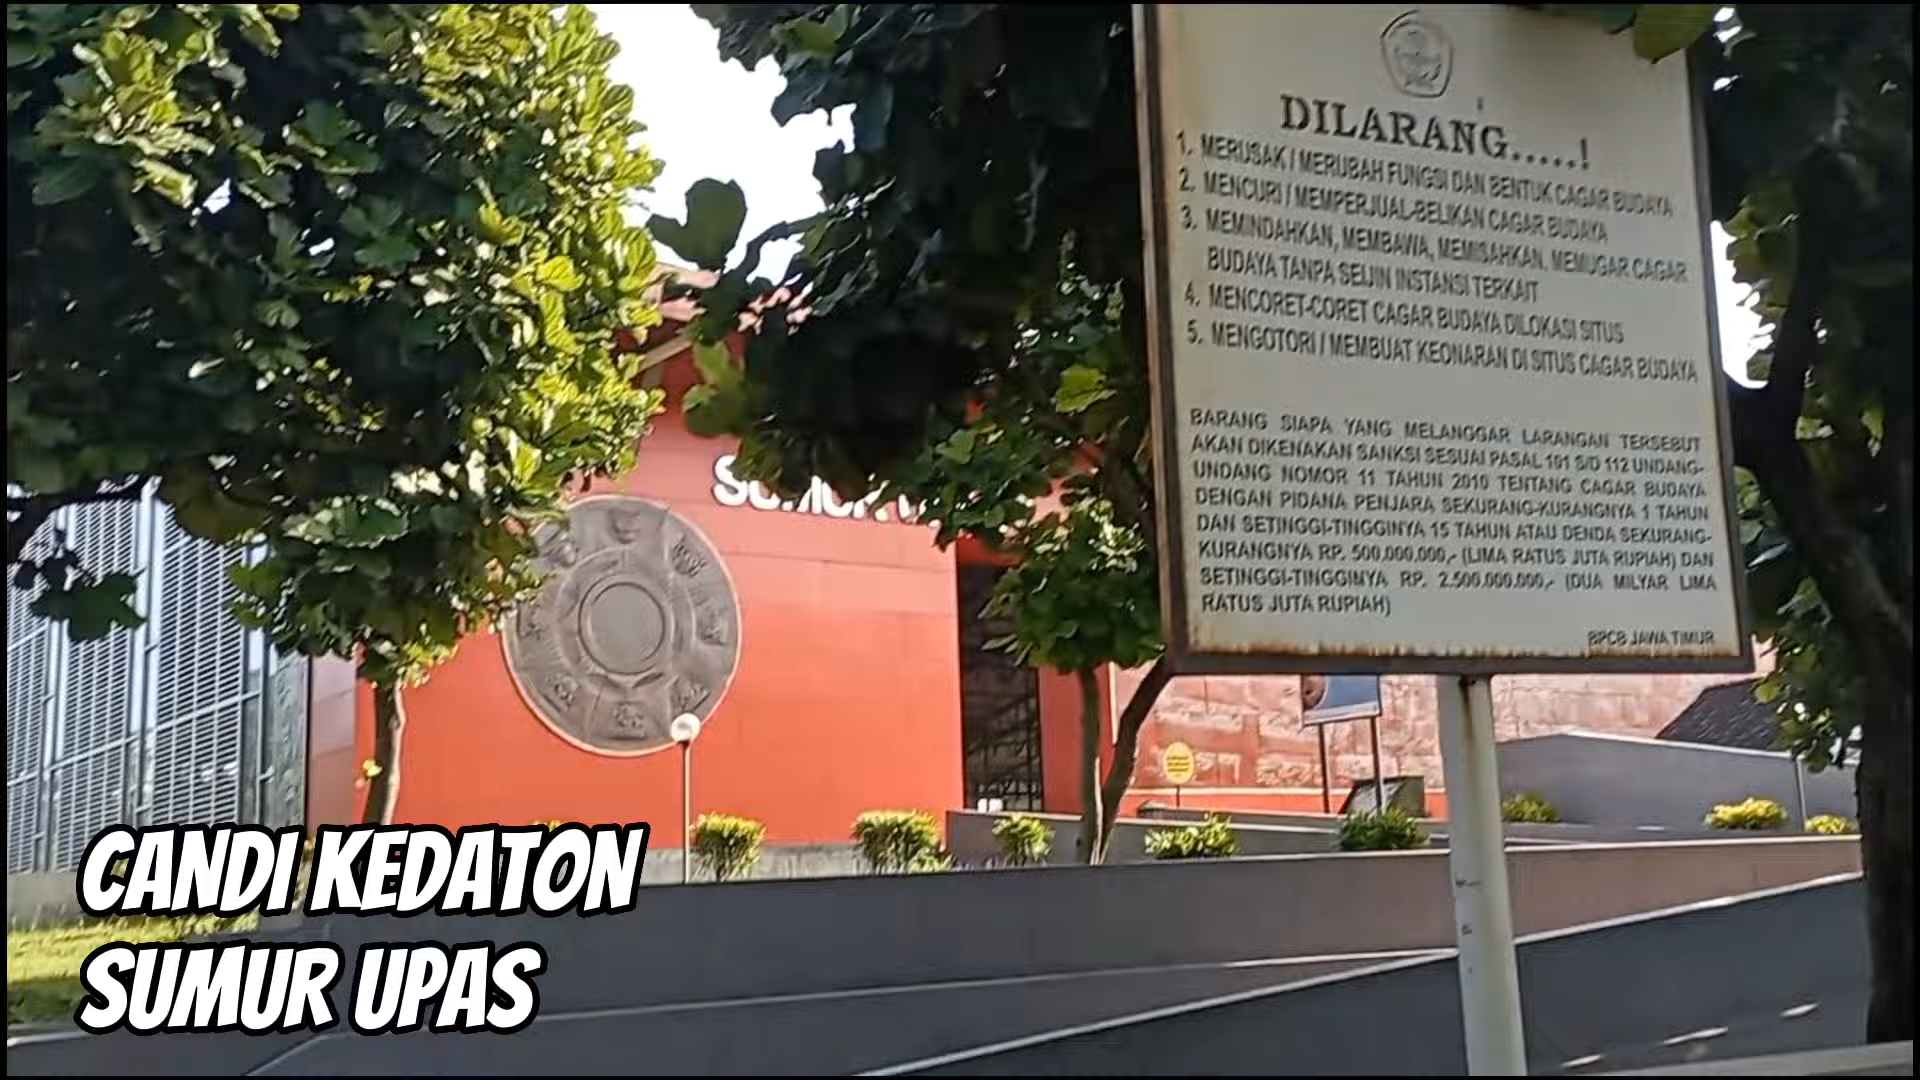 DILARANG.....!
1. MERUSAK / MERUBAH FUNGSI DAN BENTUK CAGAR BUDAYA
2. MENCURI / MEMPERJUAL-BELIKAN CAGAR BUDAYA
3. MEMINDAHKAN, MEMBAWA, MEMISAHKAN, MEMUGAR CAGAR
BUDAYA TANPA SEIJIN INSTANSI TERKAIT
4. MENCORET-CORET CAGAR BUDAYA DILOKASI SITUS
5. MENGOTORI / MEMBUAT KEONARAN DI SITUS CAGAR BUDAYA
BARANG SIAPA YANG MELANGGAR LARANGAN TERSEBUT
AKAN DIKENAKAN SANKSI SESUAI PASAL 101 S/D 112 UNDANG-
UNDANG NOMOR 11 TAHUN 2010 TENTANG CAGAR BUDAYA
DENGAN PIDANA PENJARA SEKURANG-KURANGNYA 1 TAHUN
DAN SETINGGI-TINGGINYA 15 TAHUN ATAU DENDA SEKURANG-
KURANGNYA RP. 500.000.000,- (LIMA RATUS JUTA RUPIAH) DAN
SETINGGI-TINGGINYA RP. 2.500.000.000,- (DUA MILYAR LIMA
RATUS JUTA RUPIAH)
BPCB JAWA TIMUR
SUMUR
CANDI KEDATON
SUMUR UPAS